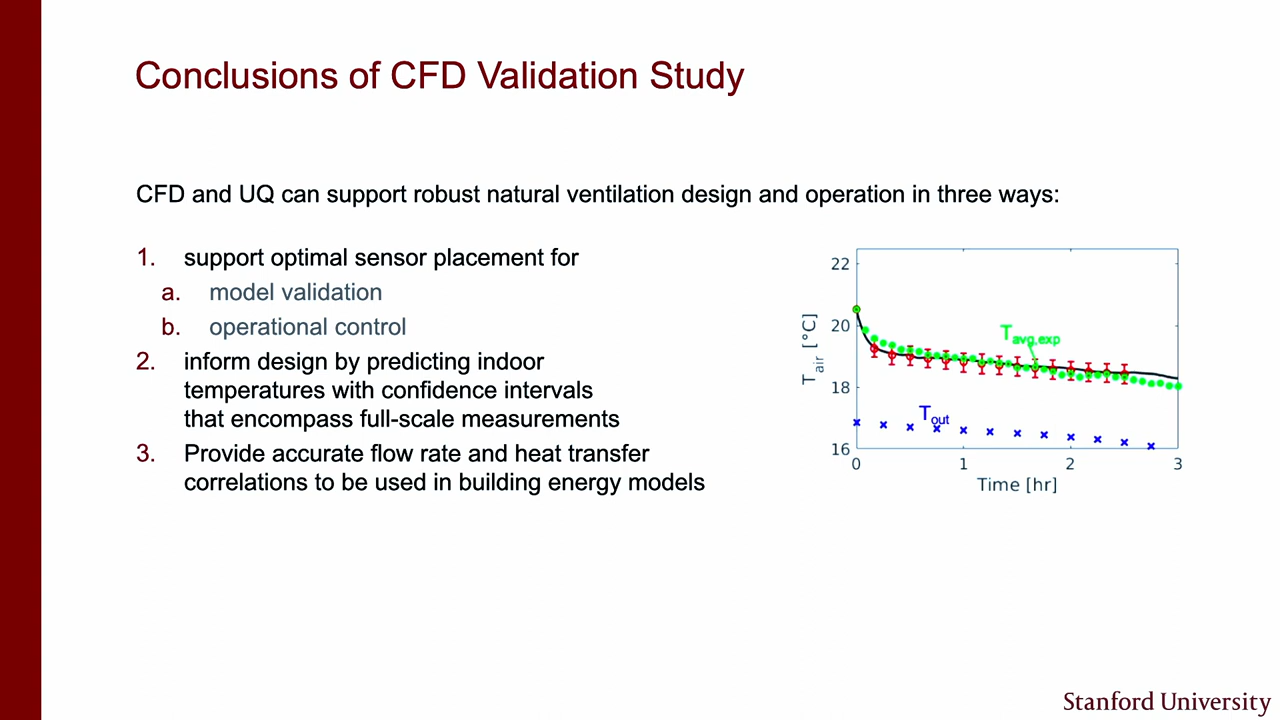 Conclusions of CFD Validation Study
CFD and UQ can support robust natural ventilation design and operation in three ways:
1. support optimal sensor placement for
a. model validation
b. operational control
2. inform design by predicting indoor
temperatures with confidence intervals
that encompass full-scale measurements
3. Provide accurate flow rate and heat transfer
correlations to be used in building energy models
22
20
18
16
T air [°C]
T avg,exp
T out
0 1 2 3
Time [hr]
Stanford University